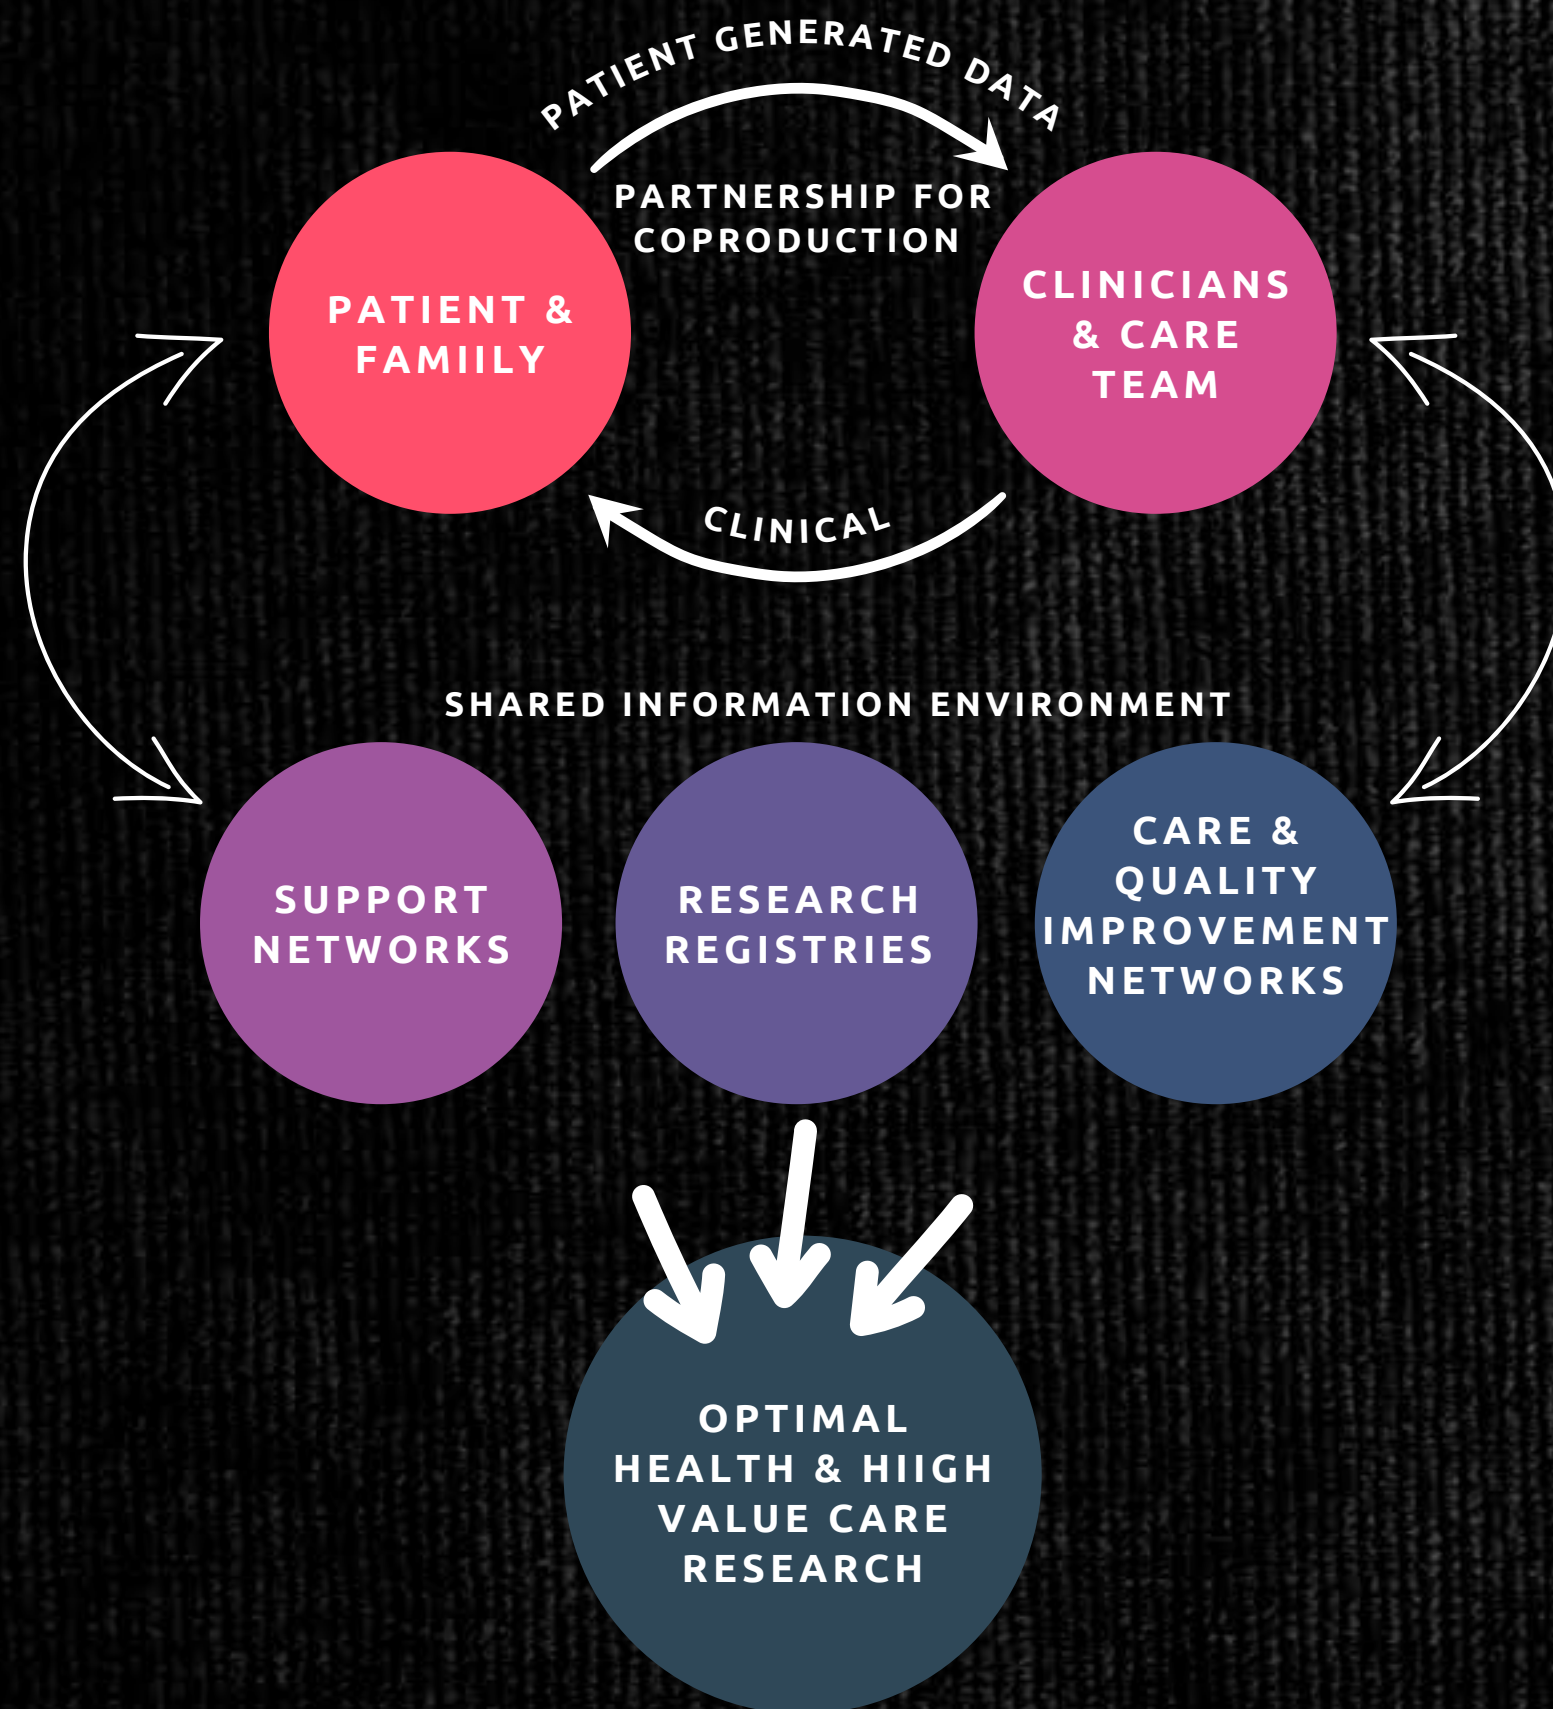 PATIENT GENERATED DATA
PARTNERSHIP FOR
COPRODUCTION
PATIENT &
FAMIILY
CLINICIANS
& CARE
TEAM
CLINICAL
SHARED INFORMATION ENVIRONMENT
SUPPORT
NETWORKS
RESEARCH
REGISTRIES
CARE &
QUALITY
IMPROVEMENT
NETWORKS
OPTIMAL
HEALTH & HIIGH
VALUE CARE
RESEARCH